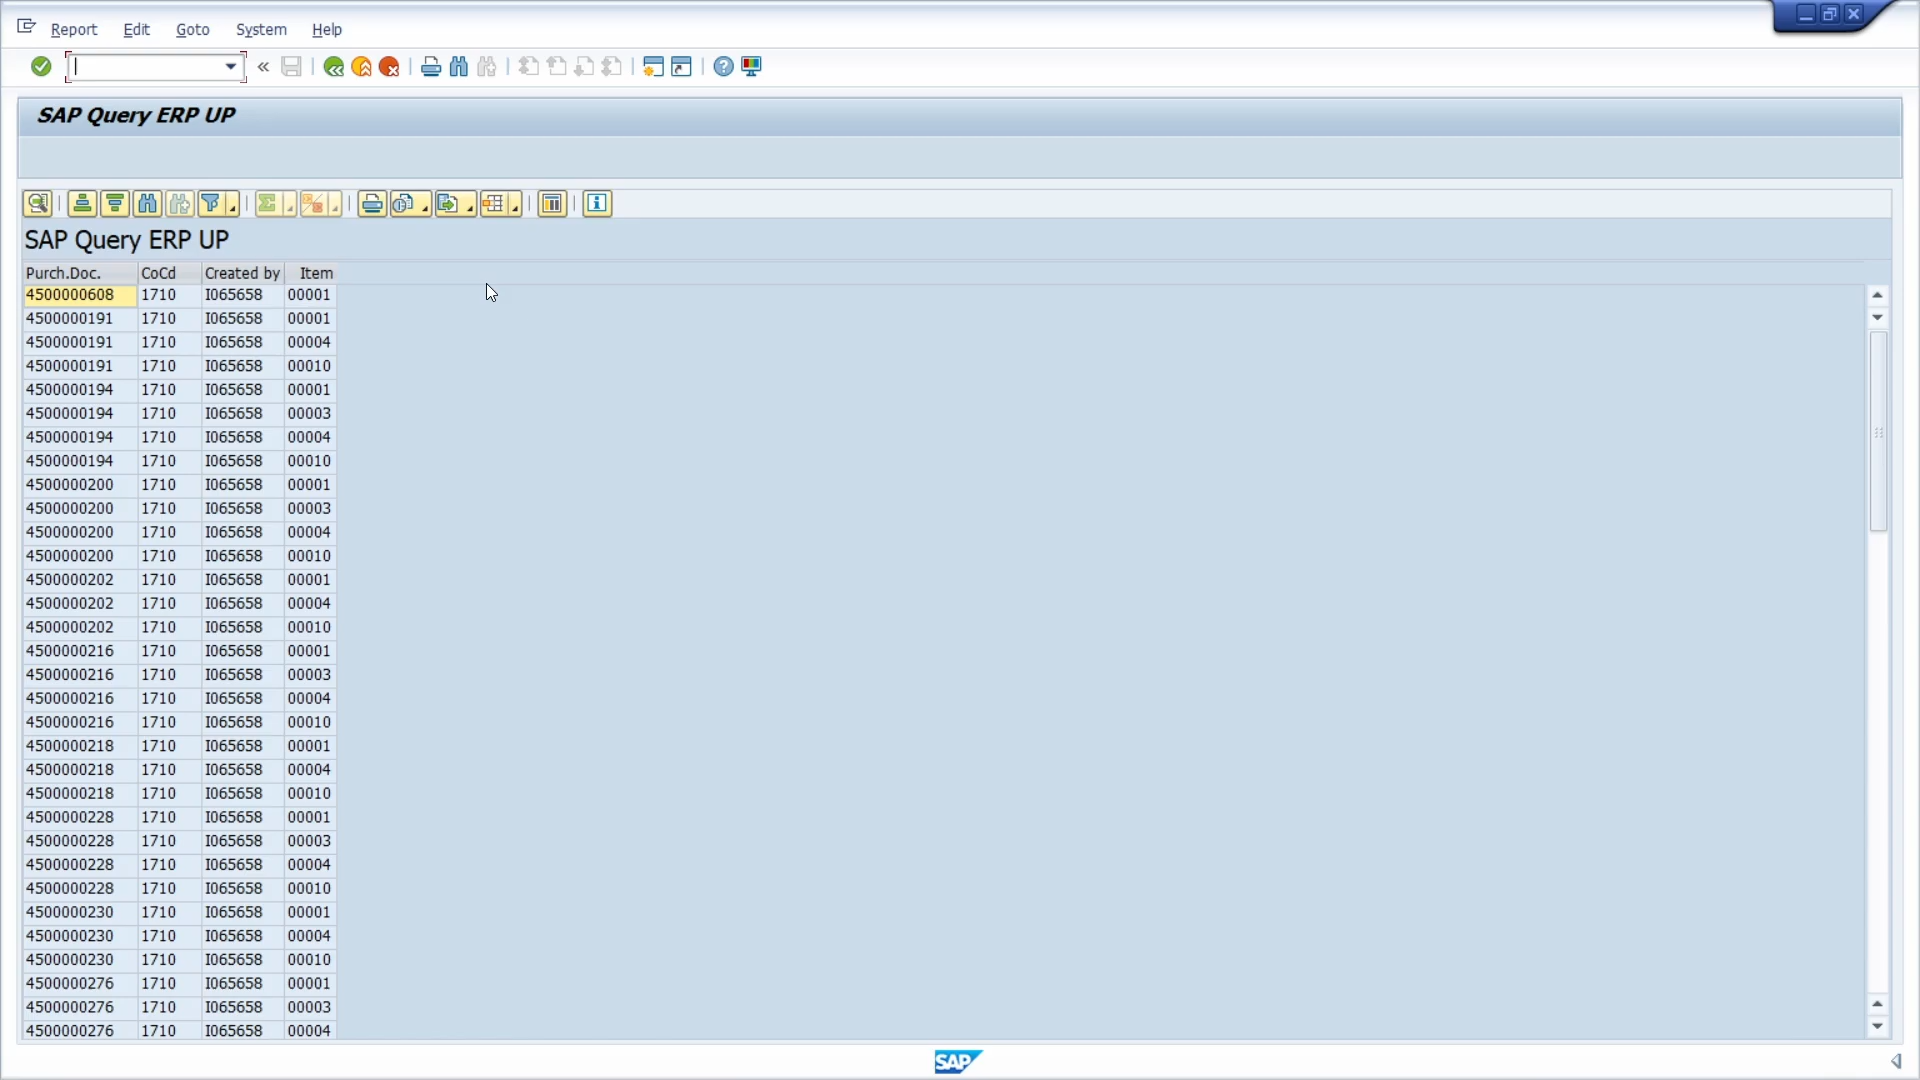 Report Edit Goto System Help
SAP Query ERP UP
SAP Query ERP UP
Purch.Doc. CoCd Created by Item
4500000608 1710 I065658 00001
4500000191 1710 I065658 00001
4500000191 1710 I065658 00004
4500000191 1710 I065658 00010
4500000194 1710 I065658 00001
4500000194 1710 I065658 00003
4500000194 1710 I065658 00004
4500000194 1710 I065658 00010
4500000200 1710 I065658 00001
4500000200 1710 I065658 00003
4500000200 1710 I065658 00004
4500000200 1710 I065658 00010
4500000202 1710 I065658 00001
4500000202 1710 I065658 00004
4500000202 1710 I065658 00010
4500000216 1710 I065658 00001
4500000216 1710 I065658 00003
4500000216 1710 I065658 00004
4500000216 1710 I065658 00010
4500000218 1710 I065658 00001
4500000218 1710 I065658 00004
4500000218 1710 I065658 00010
4500000228 1710 I065658 00001
4500000228 1710 I065658 00003
4500000228 1710 I065658 00004
4500000228 1710 I065658 00010
4500000230 1710 I065658 00001
4500000230 1710 I065658 00004
4500000230 1710 I065658 00010
4500000276 1710 I065658 00001
4500000276 1710 I065658 00003
4500000276 1710 I065658 00004
SAP